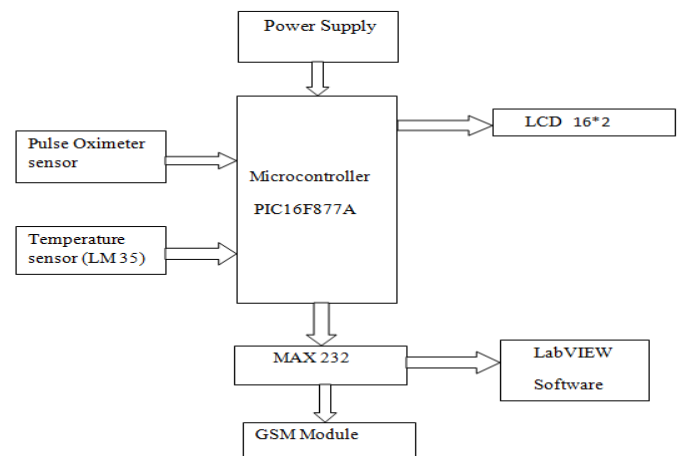 Power Supply
LCD 16*2
Pulse Oximeter
sensor
Microcontroller
PIC16F877A
Temperature
sensor (LM 35)
MAX 232
LabVIEW
Software
GSM Module